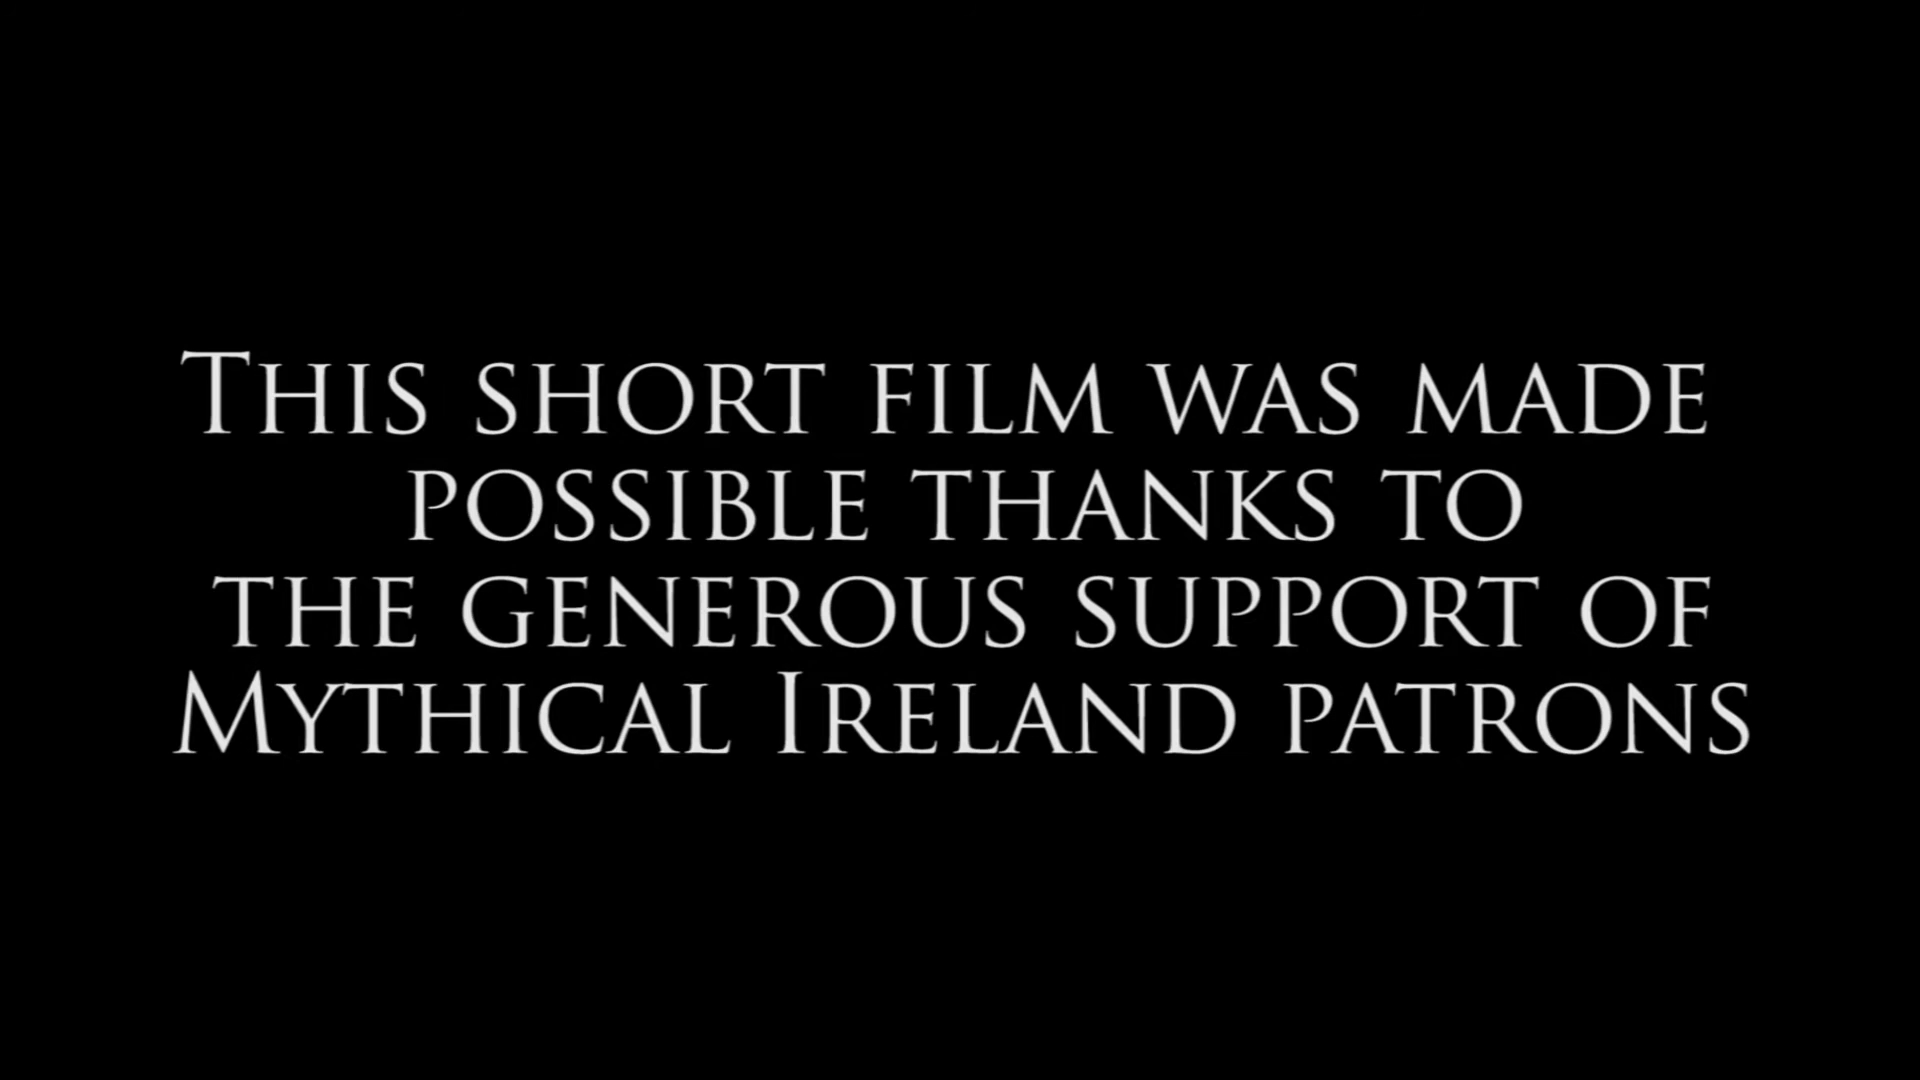 This short film was made
possible thanks to
the generous support of
Mythical Ireland patrons